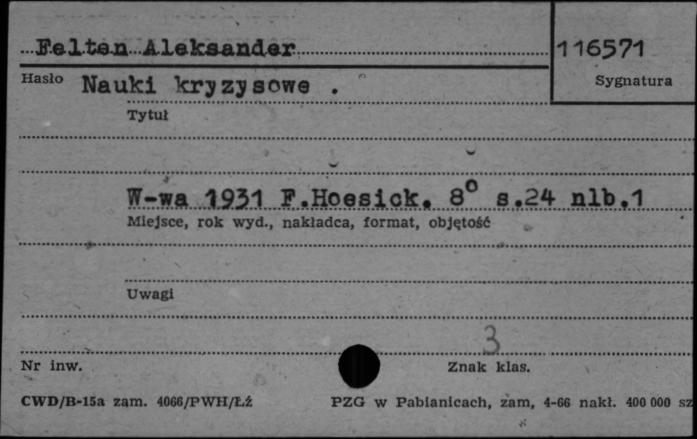 Felten Aleksander
116571
Hasło
Sygnatura
Nauki kryzysowe .
Tytuł
W-wa 1931 F.Hoesick. 8° s.24 nlb.1
Miejsce, rok wyd., nakładca, format, objętość
Uwagi
3
Nr inw.
Znak klas.
CWD/B-15a zam. 4066/PWH/Łź
PZG w Pabianicach, zam, 4-66 nakł. 400 000 sz